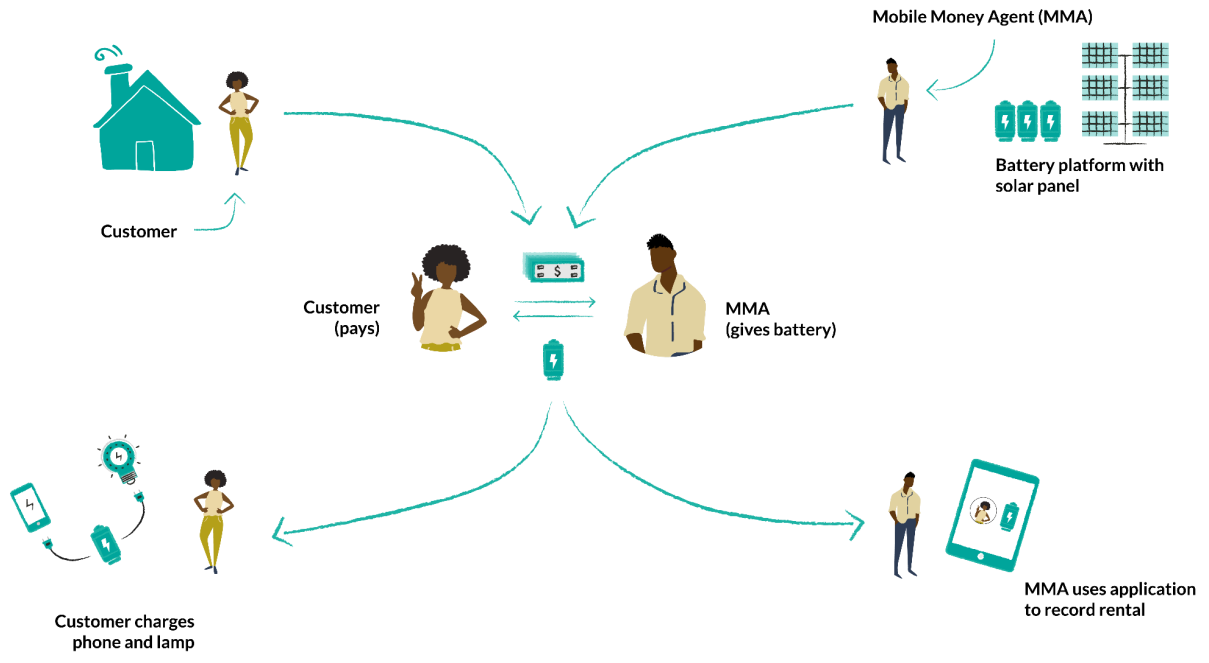 Mobile Money Agent (MMA)
Battery platform with
solar panel
Customer
$
Customer
(pays)
MMA
(gives battery)
Customer charges
phone and lamp
MMA uses application
to record rental